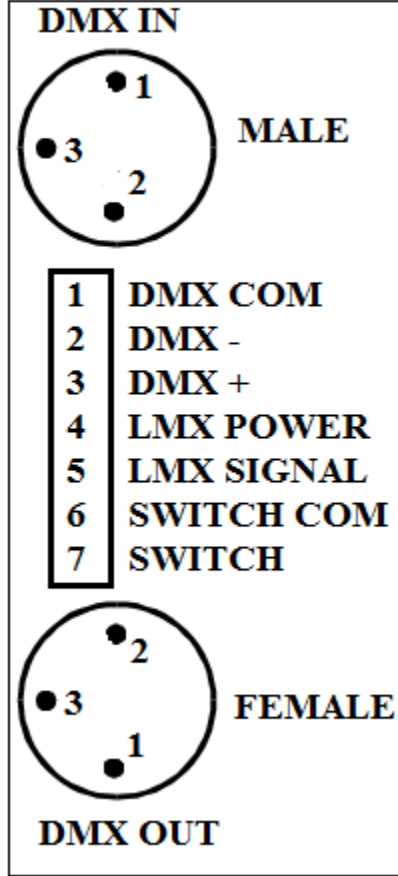 DMX IN
1
MALE
3
2
1 DMX COM
2 DMX -
3 DMX +
4 LMX POWER
5 LMX SIGNAL
6 SWITCH COM
7 SWITCH
2
3
FEMALE
1
DMX OUT